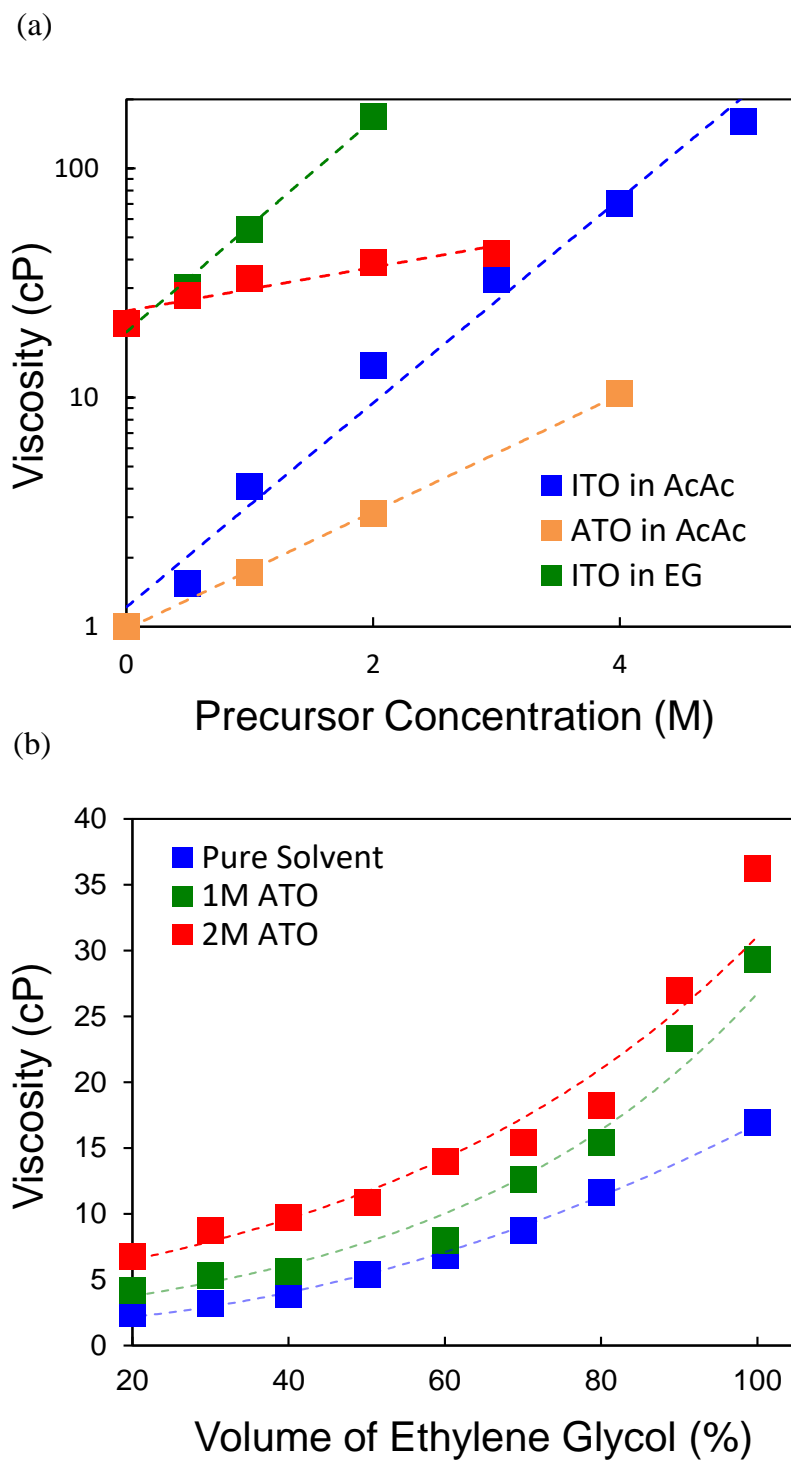 (a)
Viscosity (cP)
100
10
1
ITO in AcAc
ATO in AcAc
ITO in EG
0 2 4
Precursor Concentration (M)
(b)
Viscosity (cP)
40
35
30
25
20
15
10
5
0
Pure Solvent
1M ATO
2M ATO
20 40 60 80 100
Volume of Ethylene Glycol (%)